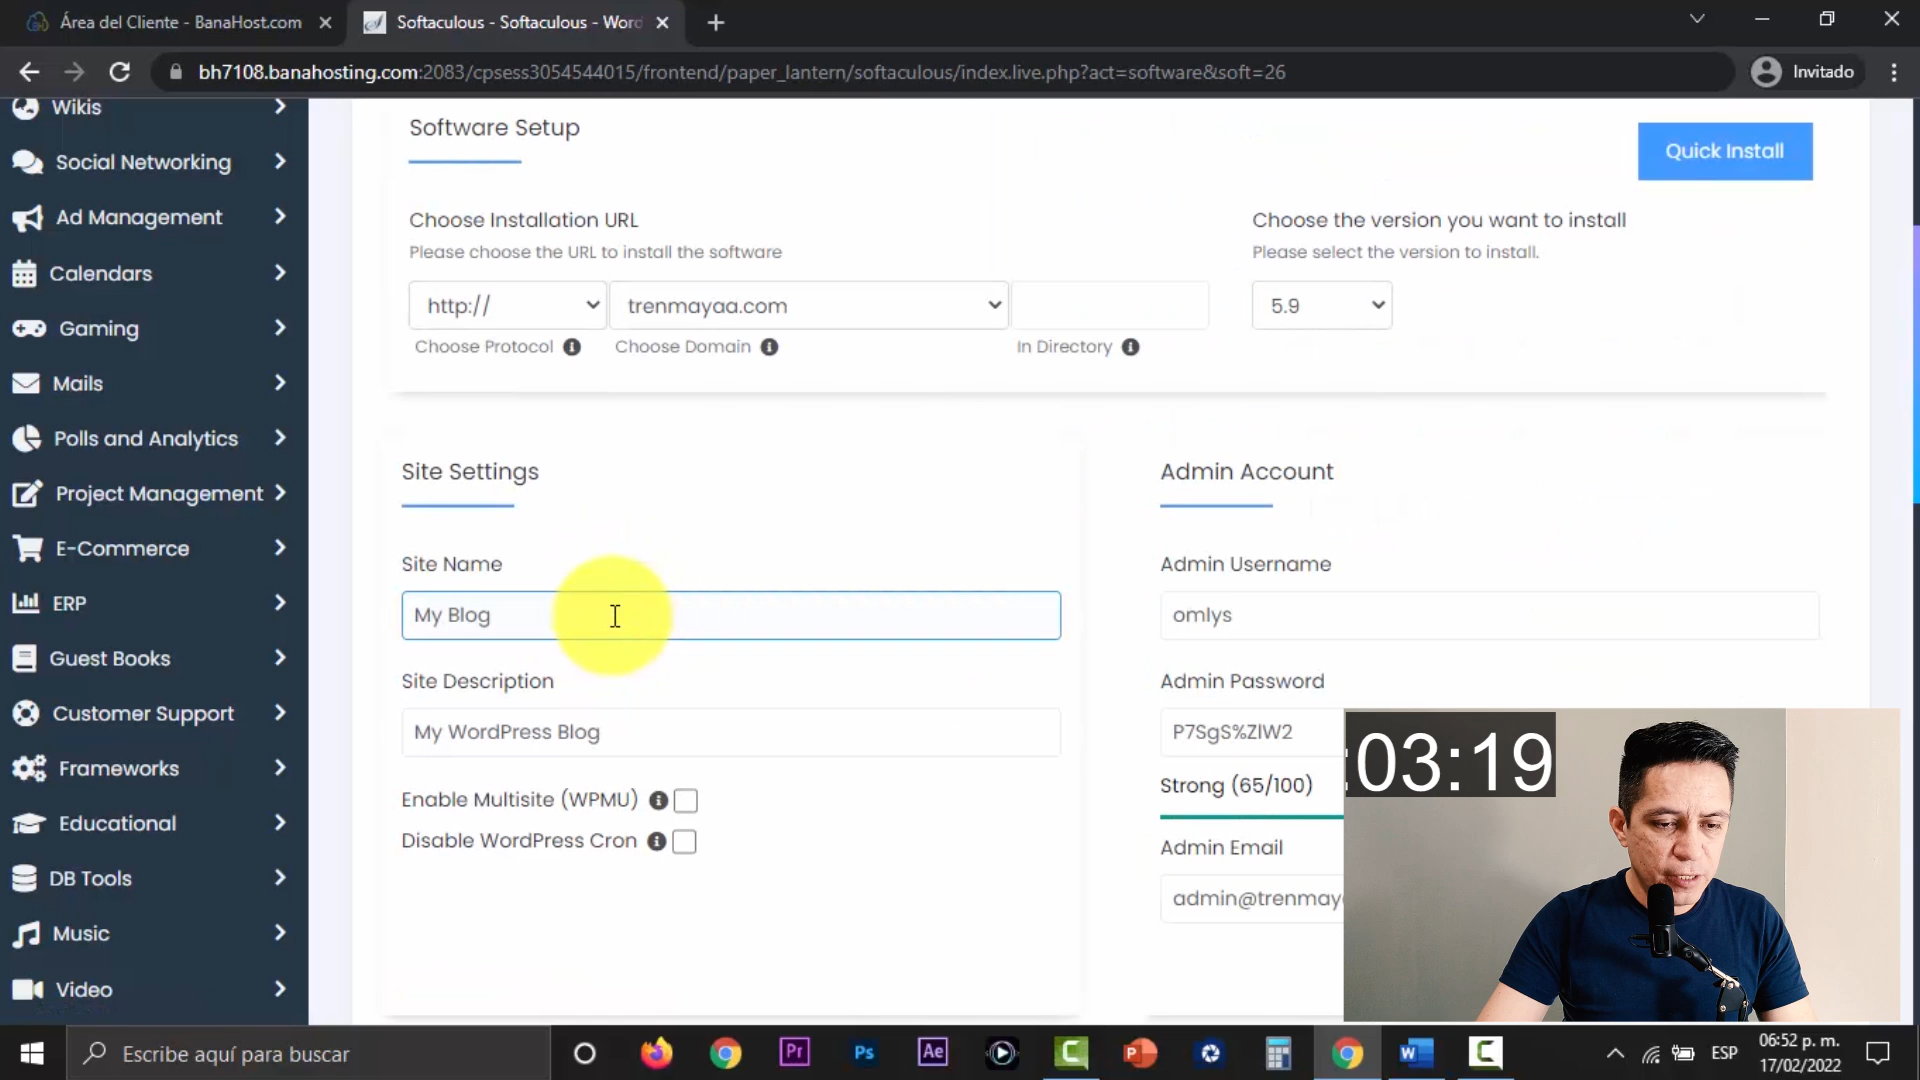 Área del Cliente - BanaHost.com
Softaculous - Softaculous - Word
bh7108.banahosting.com:2083/cpsess3054544015/frontend/paper_lantern/softaculous/index.live.php?act=software&soft=26
Invitado
Wikis
Social Networking
Ad Management
Calendars
Gaming
Mails
Polls and Analytics
Project Management
E-Commerce
ERP
Guest Books
Customer Support
Frameworks
Educational
DB Tools
Music
Video
Software Setup
Quick Install
Choose Installation URL
Please choose the URL to install the software
http://
trenmayaa.com
Choose Protocol
Choose Domain
In Directory
Choose the version you want to install
Please select the version to install.
5.9
Site Settings
Site Name
My Blog
Site Description
My WordPress Blog
Enable Multisite (WPMU)
Disable WordPress Cron
Admin Account
Admin Username
omlys
Admin Password
P7SgS%ZlW2
Strong (65/100)
Admin Email
admin@trenmay
:03:19
Escribe aquí para buscar
Pr
Ps
Ae
ESP
06:52 p. m.
17/02/2022